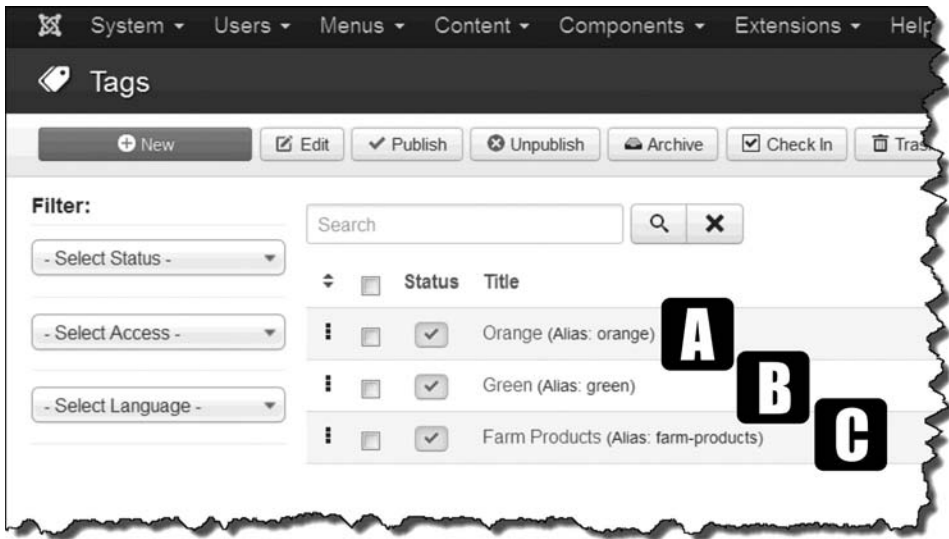 System Users Menus Content Components Extensions Help
Tags
New Edit Publish Unpublish Archive Check In
Filter:
Search
- Select Status -
Status Title
- Select Access -
Orange (Alias: orange) A
Green (Alias: green) B
- Select Language -
Farm Products (Alias: farm-products) C